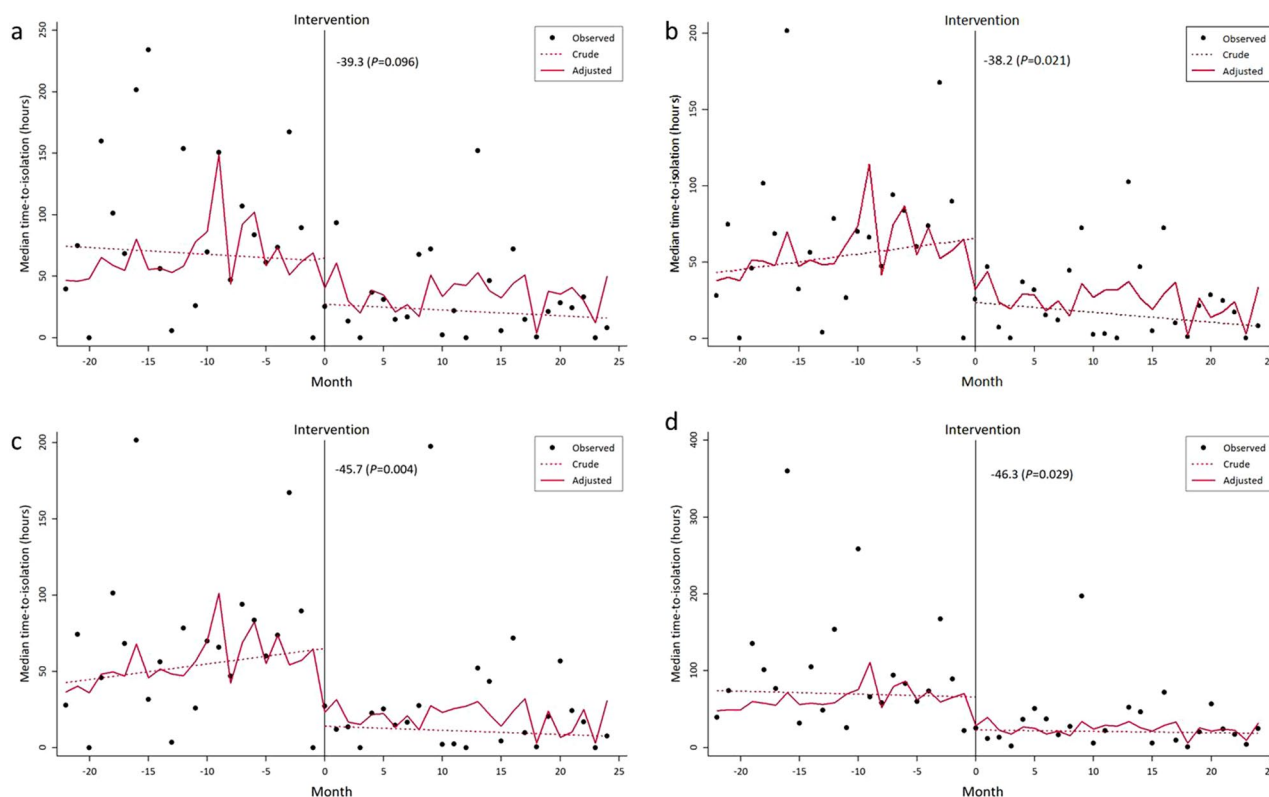 a
Intervention
-39.3 (P=0.096)
Observed
Crude
Adjusted
Median time-to-isolation (hours)
250
200
150
100
50
0
-20 -15 -10 -5 0 5 10 15 20 25
Month
b
Intervention
-38.2 (P=0.021)
Observed
Crude
Adjusted
Median time-to-isolation (hours)
200
150
100
50
0
-20 -15 -10 -5 0 5 10 15 20 25
Month
c
Intervention
-45.7 (P=0.004)
Observed
Crude
Adjusted
Median time-to-isolation (hours)
200
150
100
50
0
-20 -15 -10 -5 0 5 10 15 20 25
Month
d
Intervention
-46.3 (P=0.029)
Observed
Crude
Adjusted
Median time-to-isolation (hours)
400
300
200
100
0
-20 -15 -10 -5 0 5 10 15 20 25
Month